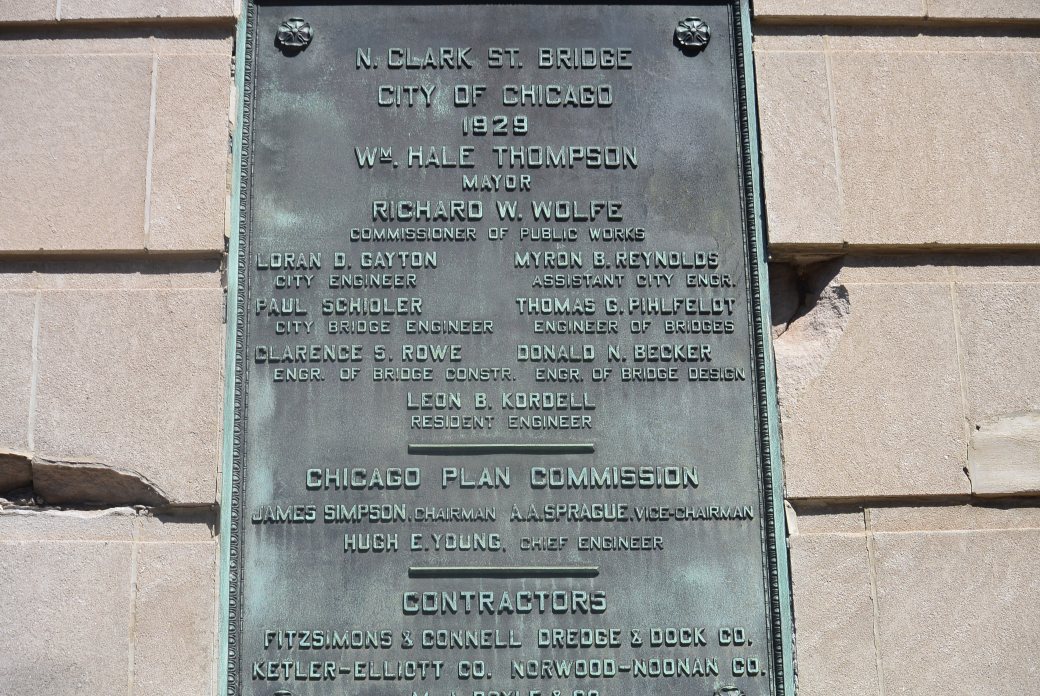 N. CLARK ST. BRIDGE
CITY OF CHICAGO
1929
WM. HALE THOMPSON
MAYOR
RICHARD W. WOLFE
COMMISSIONER OF PUBLIC WORKS
LORAN D. GAYTON MYRON B. REYNOLDS
CITY ENGINEER ASSISTANT CITY ENGR.
PAUL SCHIOLER THOMAS G. PIHLFELDT
CITY BRIDGE ENGINEER ENGINEER OF BRIDGES
CLARENCE S. ROWE DONALD N. BECKER
ENGR. OF BRIDGE CONSTR. ENGR. OF BRIDGE DESIGN
LEON B. KORDELL
RESIDENT ENGINEER
CHICAGO PLAN COMMISSION
JAMES SIMPSON, CHAIRMAN A.A. SPRAGUE, VICE-CHAIRMAN
HUGH E. YOUNG, CHIEF ENGINEER
CONTRACTORS
FITZSIMONS & CONNELL DREDGE & DOCK CO.
KETLER-ELLIOTT CO. NORWOOD-NOONAN CO.